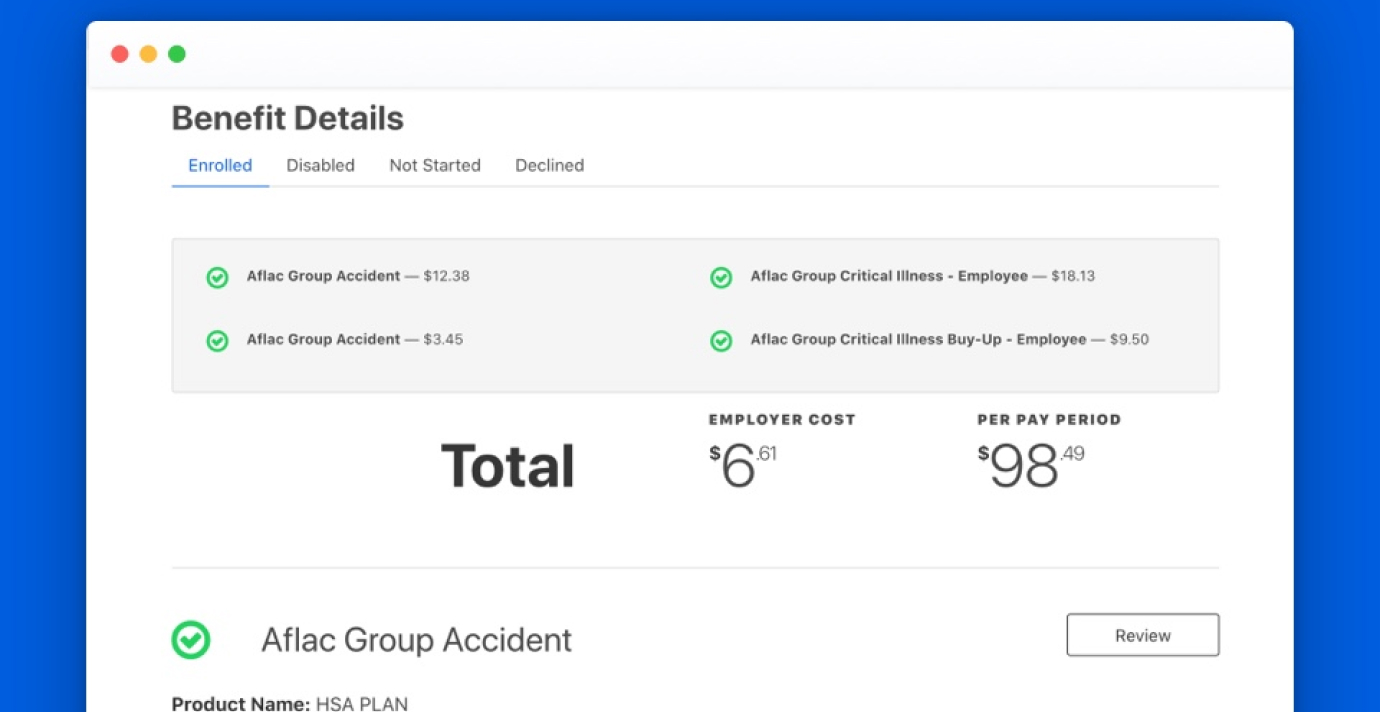 Benefit Details
Enrolled Disabled Not Started Declined
Aflac Group Accident — $12.38
Aflac Group Critical Illness - Employee — $18.13
Aflac Group Accident — $3.45
Aflac Group Critical Illness Buy-Up - Employee — $9.50
EMPLOYER COST PER PAY PERIOD
Total $6.61 $98.49
Aflac Group Accident Review
Product Name: HSA PLAN